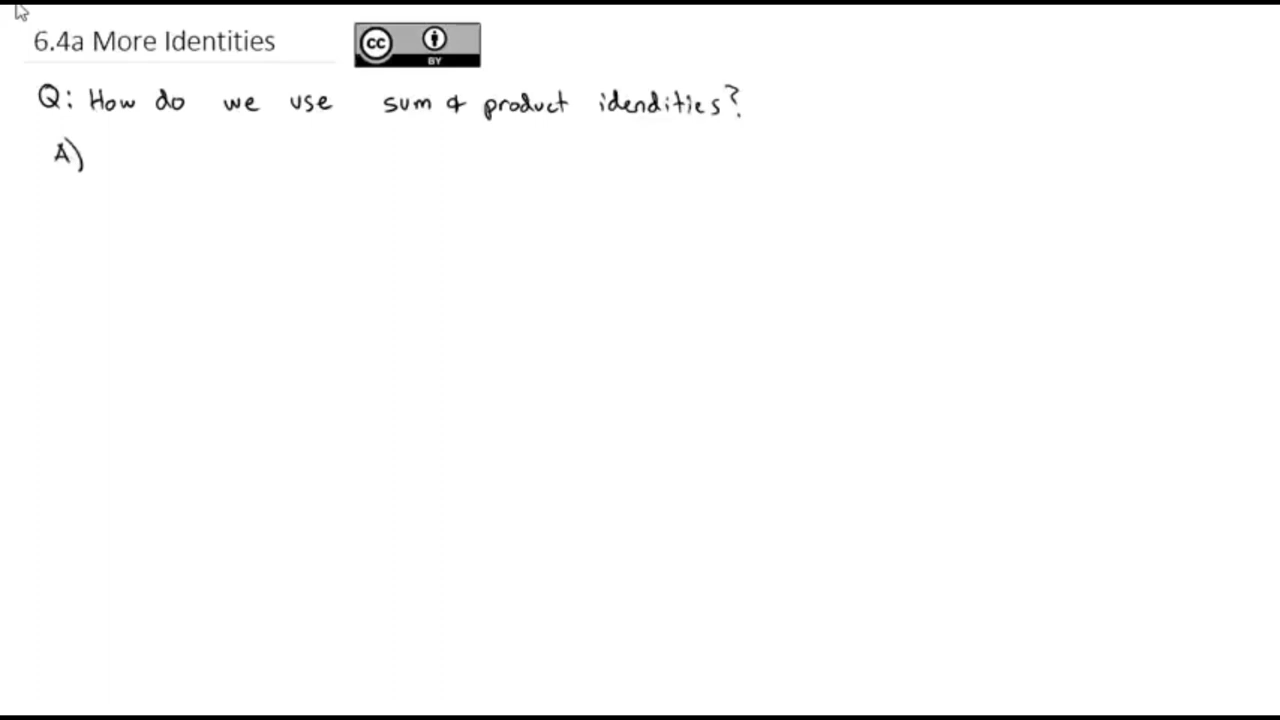 6.4a More Identities
cc BY
Q: How do we use sum & product idendities?
A)